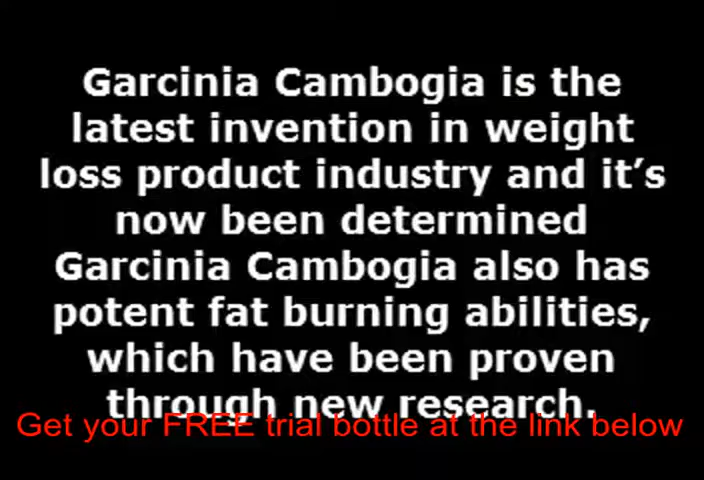 Garcinia Cambogia is the
latest invention in weight
loss product industry and it’s
now been determined
Garcinia Cambogia also has
potent fat burning abilities,
which have been proven
through new research.
Get your FREE trial bottle at the link below